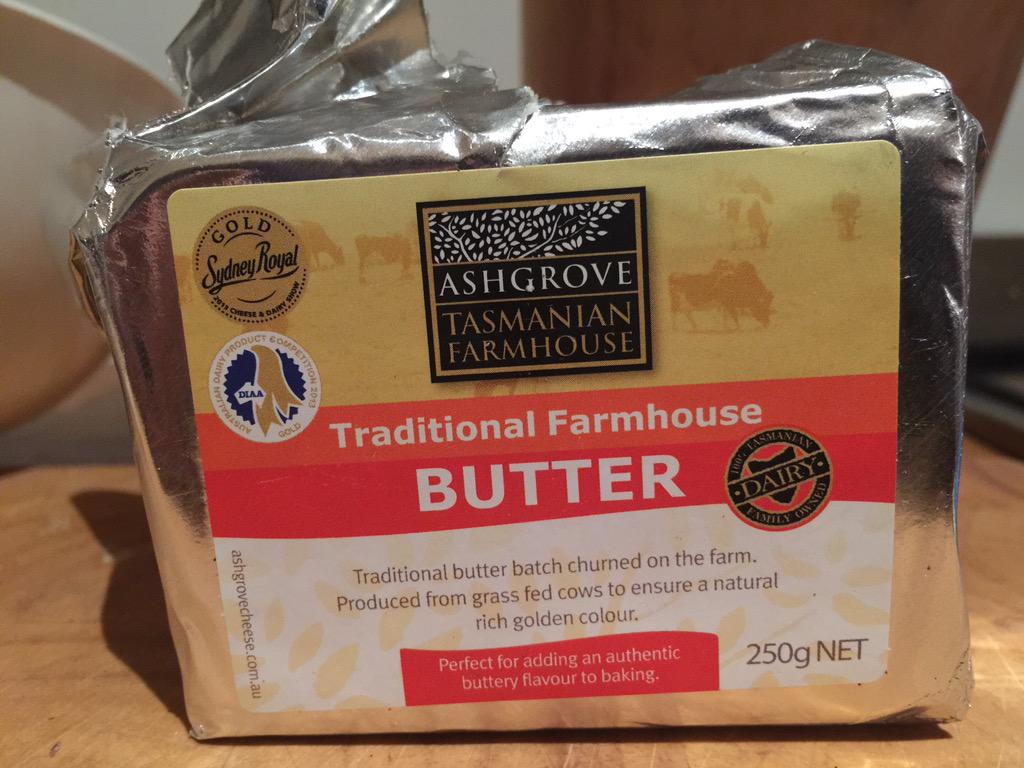 GOLD
Sydney Royal
2013 CHEESE & DAIRY SHOW
ASHGROVE
TASMANIAN
FARMHOUSE
AUSTRALIAN DAIRY PRODUCT COMPETITION 2013
DIAA
GOLD
Traditional Farmhouse
BUTTER
100% TASMANIAN
DAIRY
FAMILY OWNED
Traditional butter batch churned on the farm.
Produced from grass fed cows to ensure a natural
rich golden colour.
Perfect for adding an authentic
buttery flavour to baking.
250g NET
ashgrovecheese.com.au